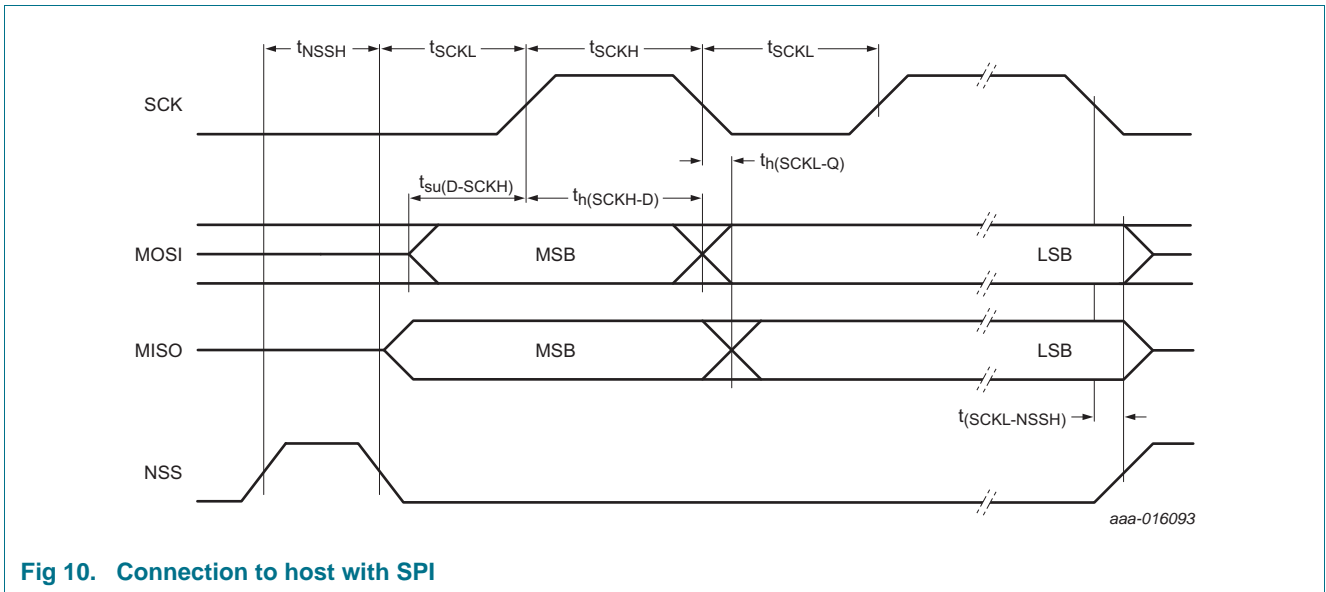 tNSSH tSCKL tSCKH tSCKL
SCK
th(SCKL-Q)
tsu(D-SCKH)
th(SCKH-D)
MOSI MSB LSB
MISO MSB LSB
t(SCKL-NSSH)
NSS
aaa-016093
Fig 10. Connection to host with SPI